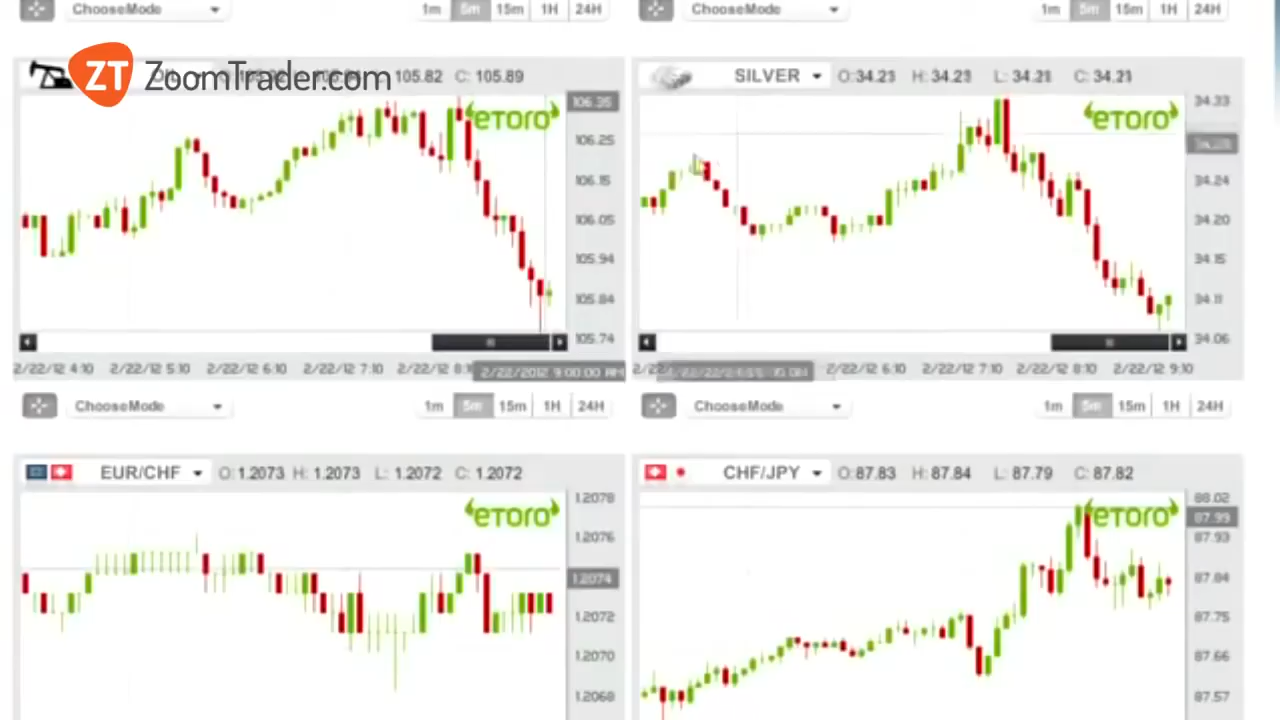 ChooseMode 1m 5m 15m 1H 24H
ChooseMode 1m 5m 15m 1H 24H
ZT ZoomTrader.com
105.82 C: 105.89
SILVER O:34.21 H: 34.21 L: 34.21 C: 34.21
eToro
106.35
106.25
106.15
106.05
105.94
105.84
105.74
eToro
34.33
34.24
34.20
34.15
34.11
34.06
2/22/12 4:10 2/22/12 5:10 2/22/12 6:10 2/22/12 7:10 2/22/12 8:1 2/22/2012 9:00:00 AM
2/22/12 6:10 2/22/12 7:10 2/22/12 8:10 2/22/12 9:10
ChooseMode 1m 5m 15m 1H 24H
ChooseMode 1m 5m 15m 1H 24H
EUR/CHF O:1.2073 H: 1.2073 L: 1.2072 C: 1.2072
CHF/JPY O:87.83 H: 87.84 L: 87.79 C: 87.82
eToro
1.2078
1.2076
1.2074
1.2072
1.2070
1.2068
eToro
88.02
87.99
87.93
87.84
87.75
87.66
87.57